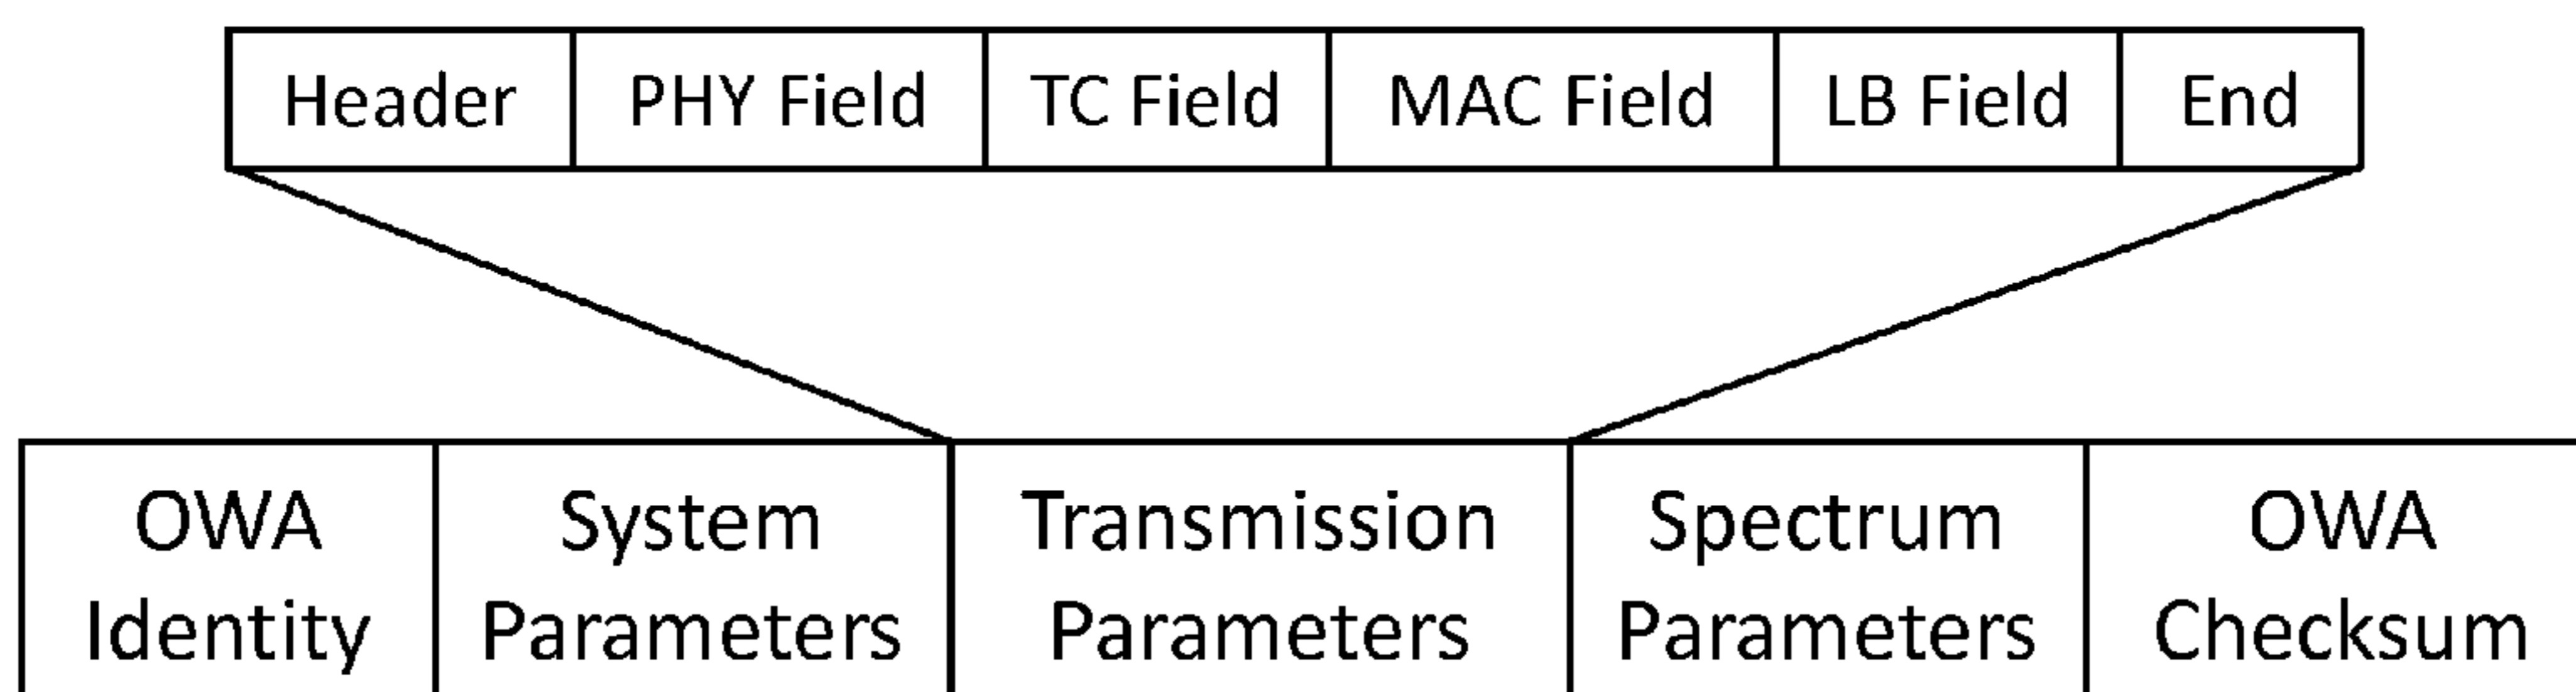 Header PHY Field TC Field MAC Field LB Field End
OWA System Transmission Spectrum OWA
Identity Parameters Parameters Parameters Checksum